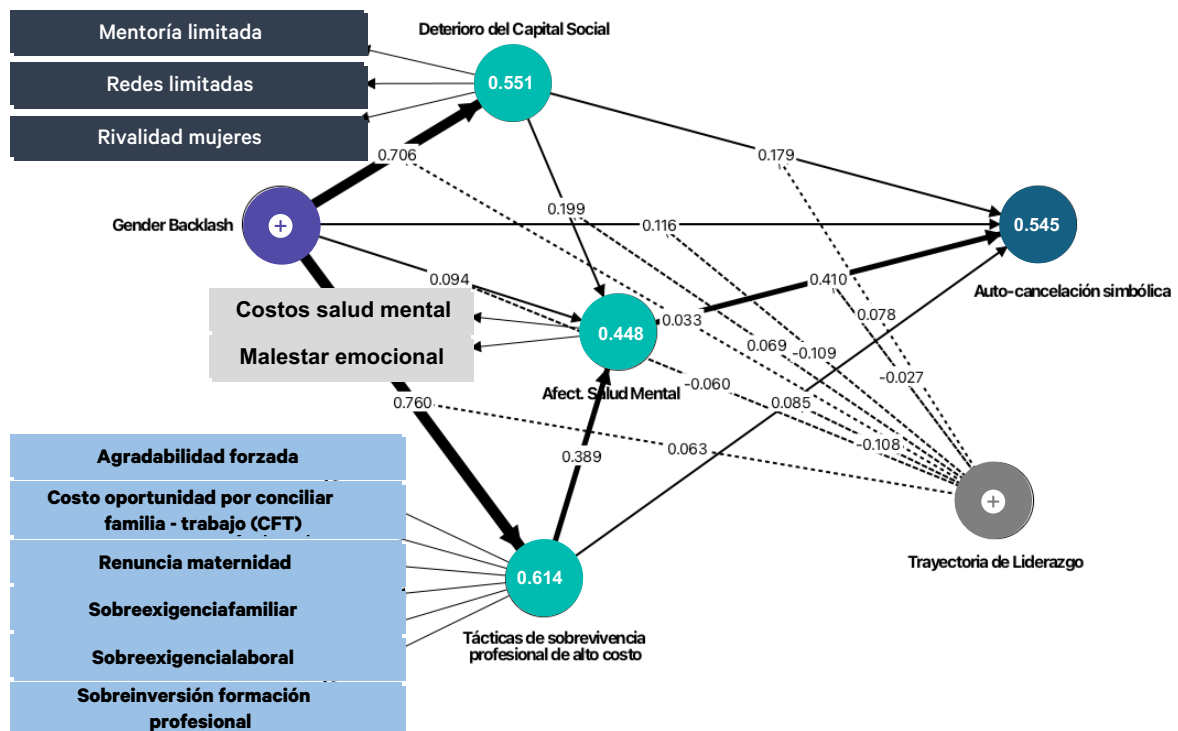 Mentoría limitada
Redes limitadas
Rivalidad mujeres
Deterioro del Capital Social
0.551
0.706
0.179
Gender Backlash
+
0.199
0.116
0.545
Auto-cancelación simbólica
0.094
0.410
Costos salud mental
Malestar emocional
0.448
Afect. Salud Mental
0.033
0.078
0.069
-0.109
-0.027
-0.060
0.085
0.760
0.063
-0.108
0.389
Agradabilidad forzada
Costo oportunidad por conciliar
familia - trabajo (CFT)
Renuncia maternidad
Sobreexigenciafamiliar
Sobreexigencialaboral
Sobreinversión formación
profesional
0.614
Tácticas de sobrevivencia
profesional de alto costo
+
Trayectoria de Liderazgo